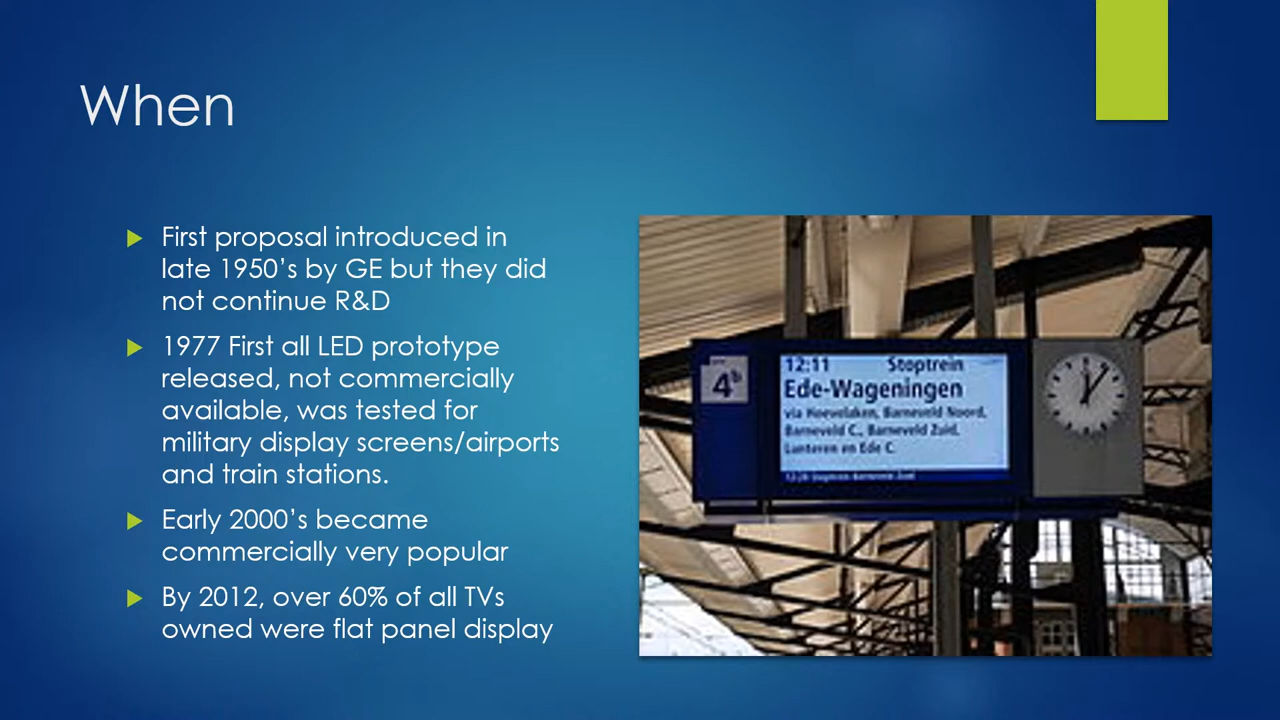 When
First proposal introduced in
late 1950’s by GE but they did
not continue R&D
1977 First all LED prototype
released, not commercially
available, was tested for
military display screens/airports
and train stations.
Early 2000’s became
commercially very popular
By 2012, over 60% of all TVs
owned were flat panel display
4b
12:11 Stoptrein
Ede-Wageningen
via Hoevelaken, Barneveld Noord,
Barneveld C., Barneveld Zuid,
Lunteren en Ede C.